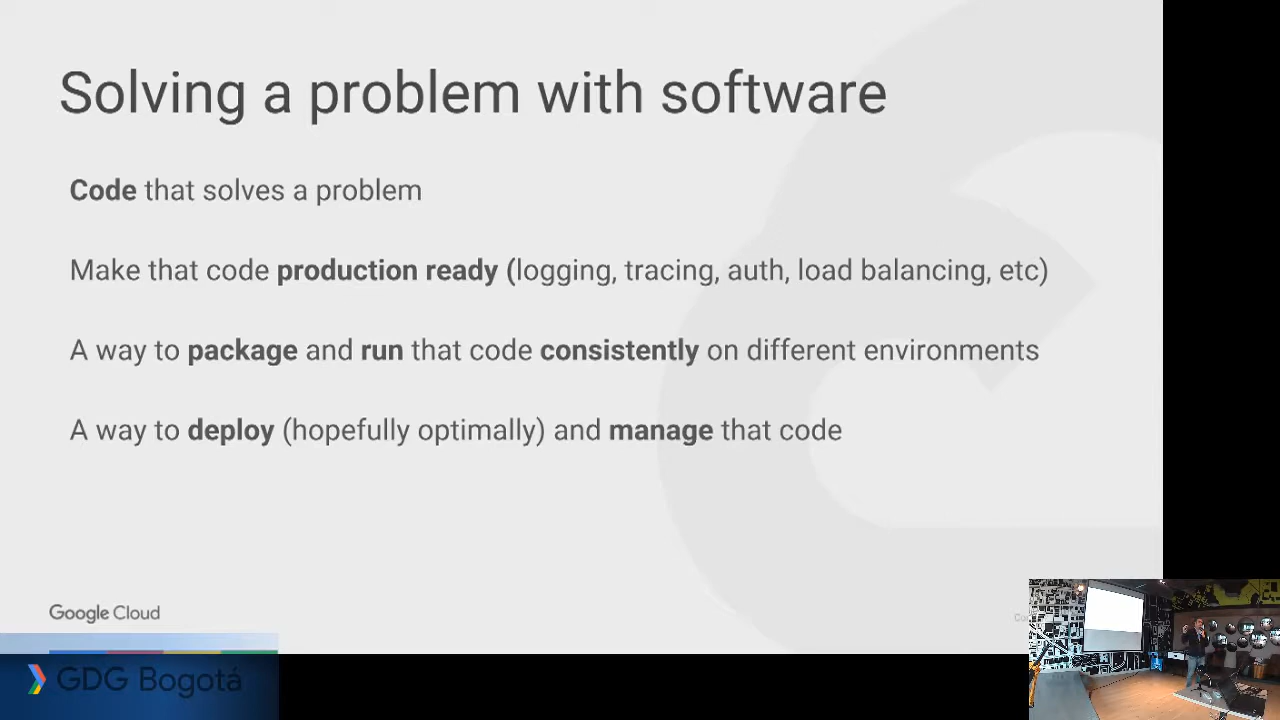 Solving a problem with software
Code that solves a problem
Make that code production ready (logging, tracing, auth, load balancing, etc)
A way to package and run that code consistently on different environments
A way to deploy (hopefully optimally) and manage that code
Google Cloud
GDG Bogotá